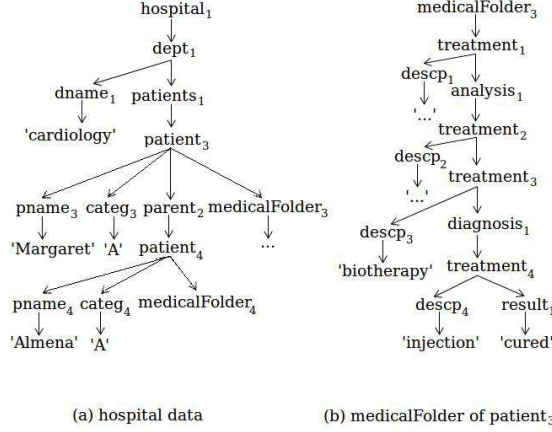 hospital₁
dept₁
dname₁ patients₁
'cardiology'
patient₃
pname₃ categ₃ parent₂ medicalFolder₃
'Margaret' 'A' patient₄ ...
pname₄ categ₄ medicalFolder₄
'Almena' 'A'
(a) hospital data
medicalFolder₃
treatment₁
descp₁ analysis₁
'...' treatment₂
descp₂ treatment₃
'...'
descp₃ diagnosis₁
'biotherapy' treatment₄
descp₄ result₁
'injection' 'cured'
(b) medicalFolder of patient₃